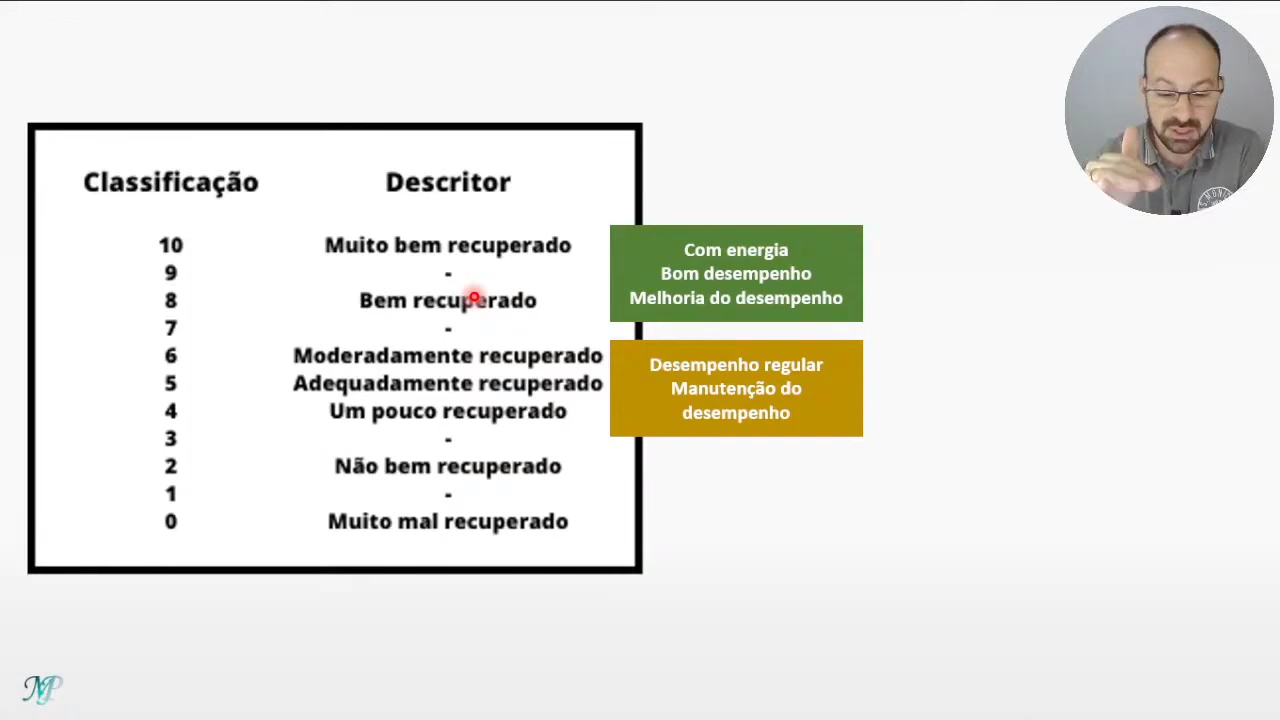 Classificação Descritor
10 Muito bem recuperado
9 -
8 Bem recuperado
7 -
6 Moderadamente recuperado
5 Adequadamente recuperado
4 Um pouco recuperado
3 -
2 Não bem recuperado
1 -
0 Muito mal recuperado
Com energia
Bom desempenho
Melhoria do desempenho
Desempenho regular
Manutenção do
desempenho
MP